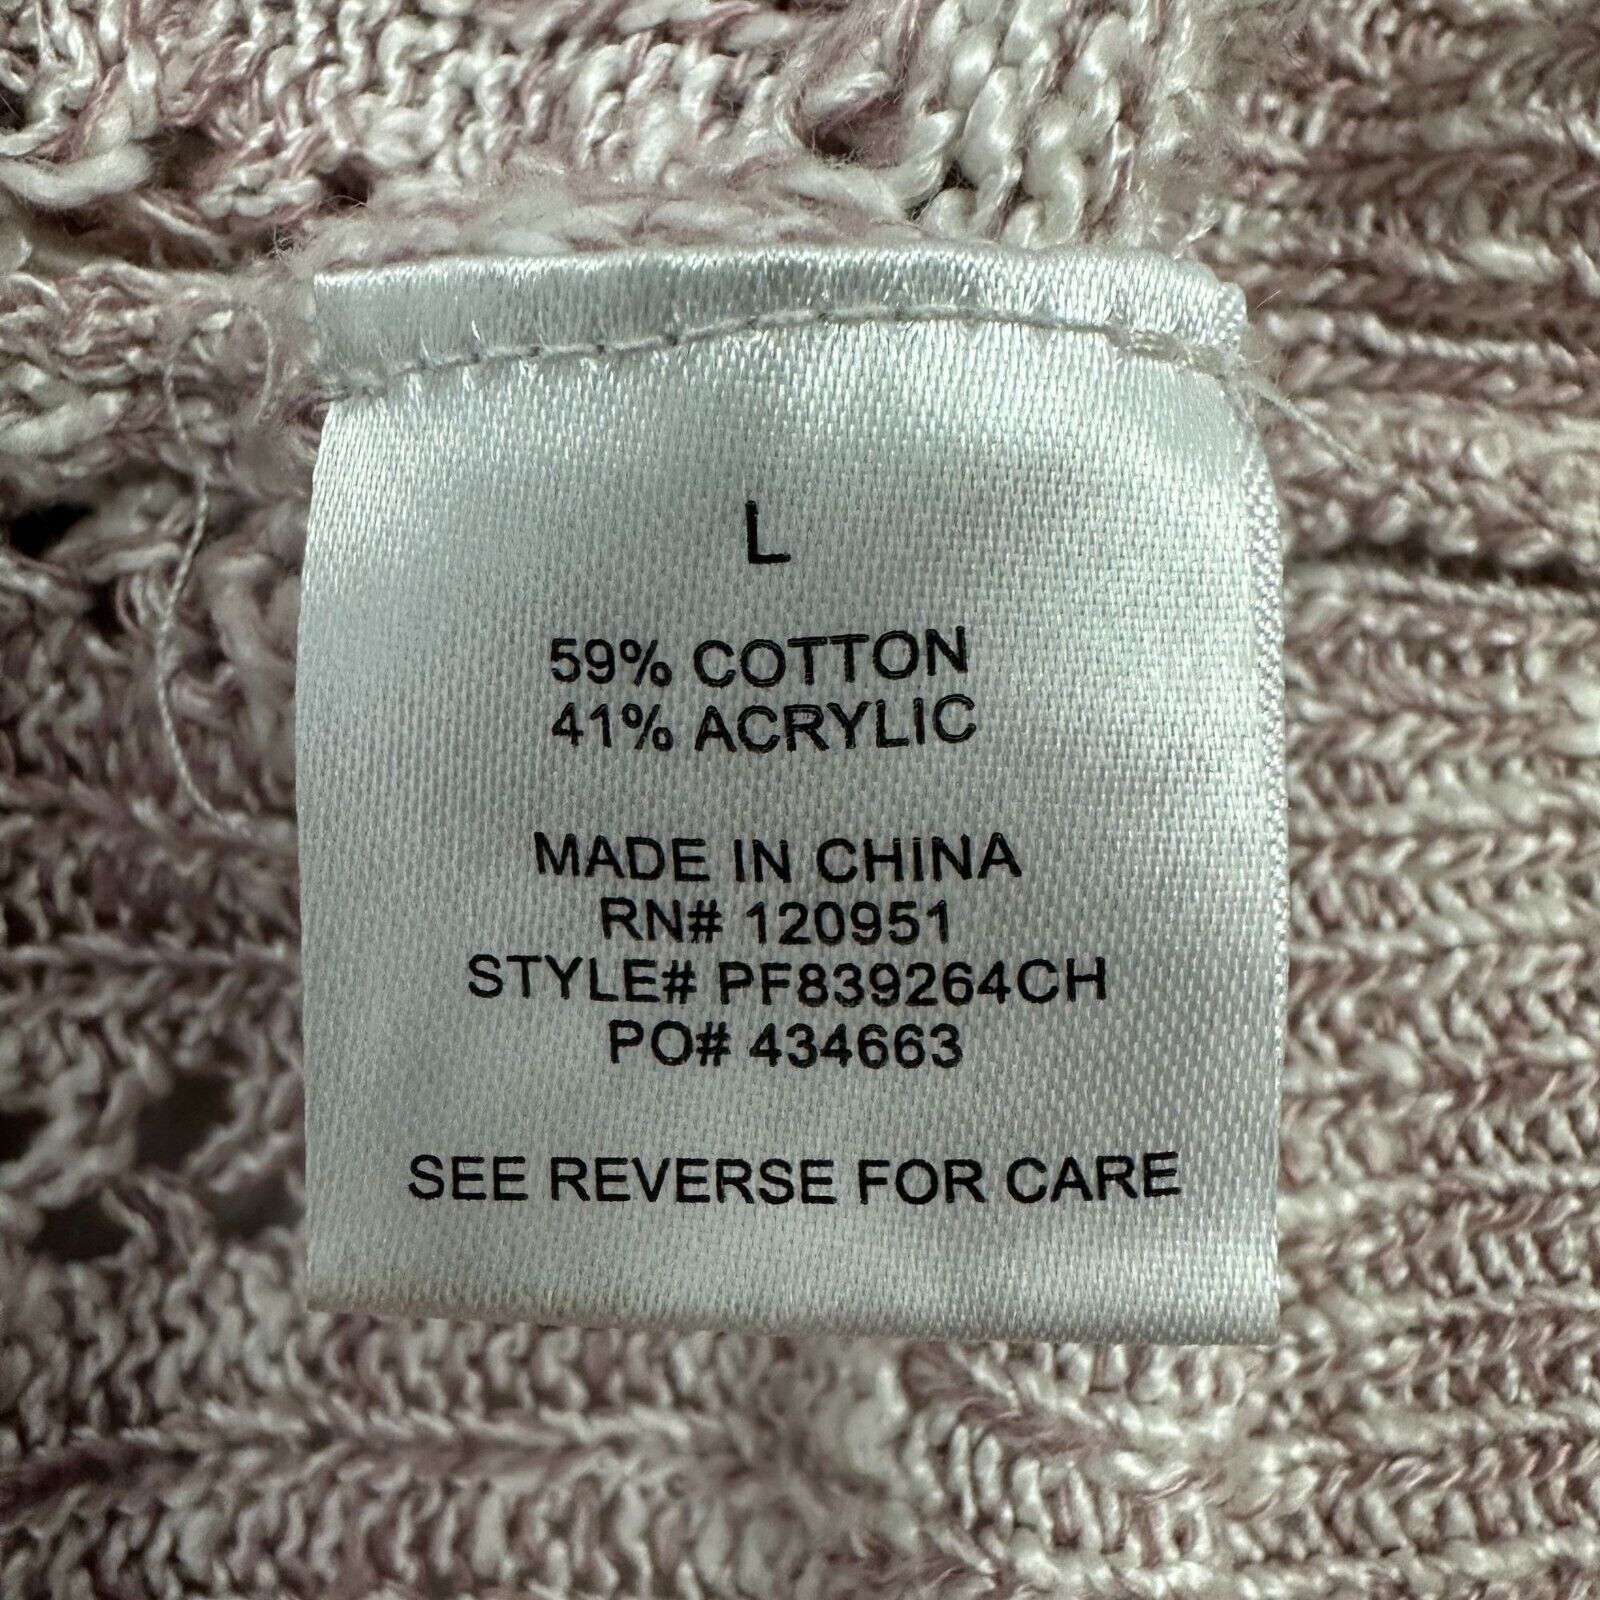 L
59% COTTON
41% ACRYLIC
MADE IN CHINA
RN# 120951
STYLE# PF839264CH
PO# 434663
SEE REVERSE FOR CARE